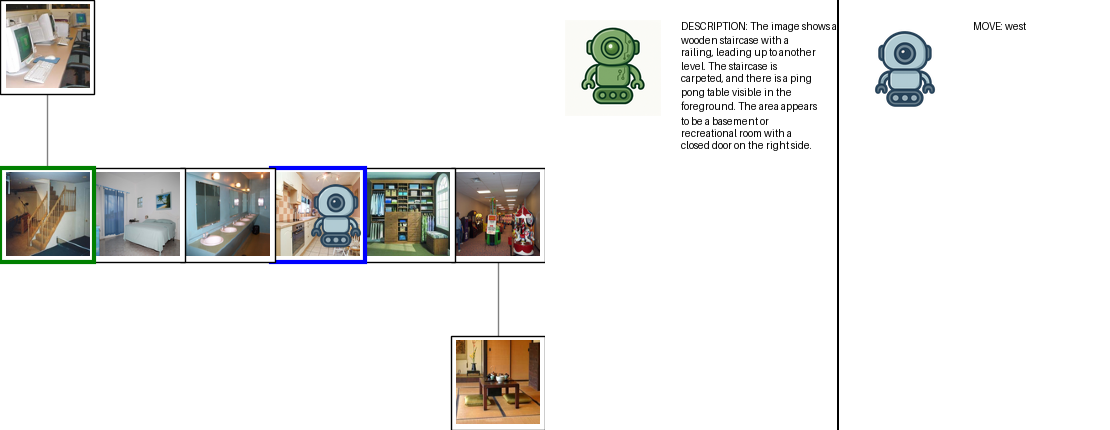 DESCRIPTION: The image shows a
wooden staircase with a
railing, leading up to another
level. The staircase is
carpeted, and there is a ping
pong table visible in the
foreground. The area appears
to be a basement or
recreational room with a
closed door on the right side.
MOVE: west